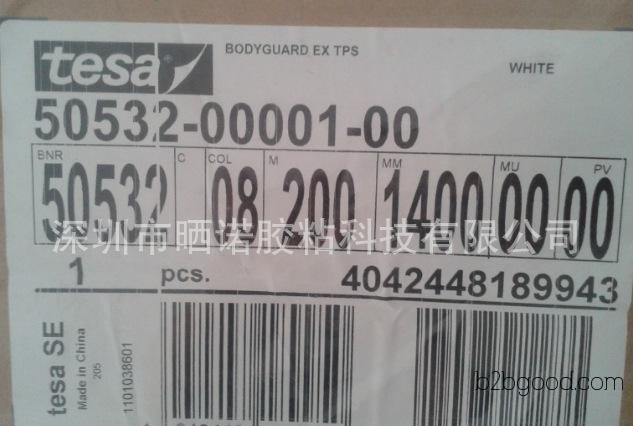 tesa
BODYGUARD EX TPS
WHITE
50532-00001-00
BNR C COL M MM MU PV
50532 08 200 1400 00 00
深圳市晒诺胶粘科技有限公司
1 pcs. 4042448189943
tesa SE
Made in China
205
1101038601
b2bgood.com